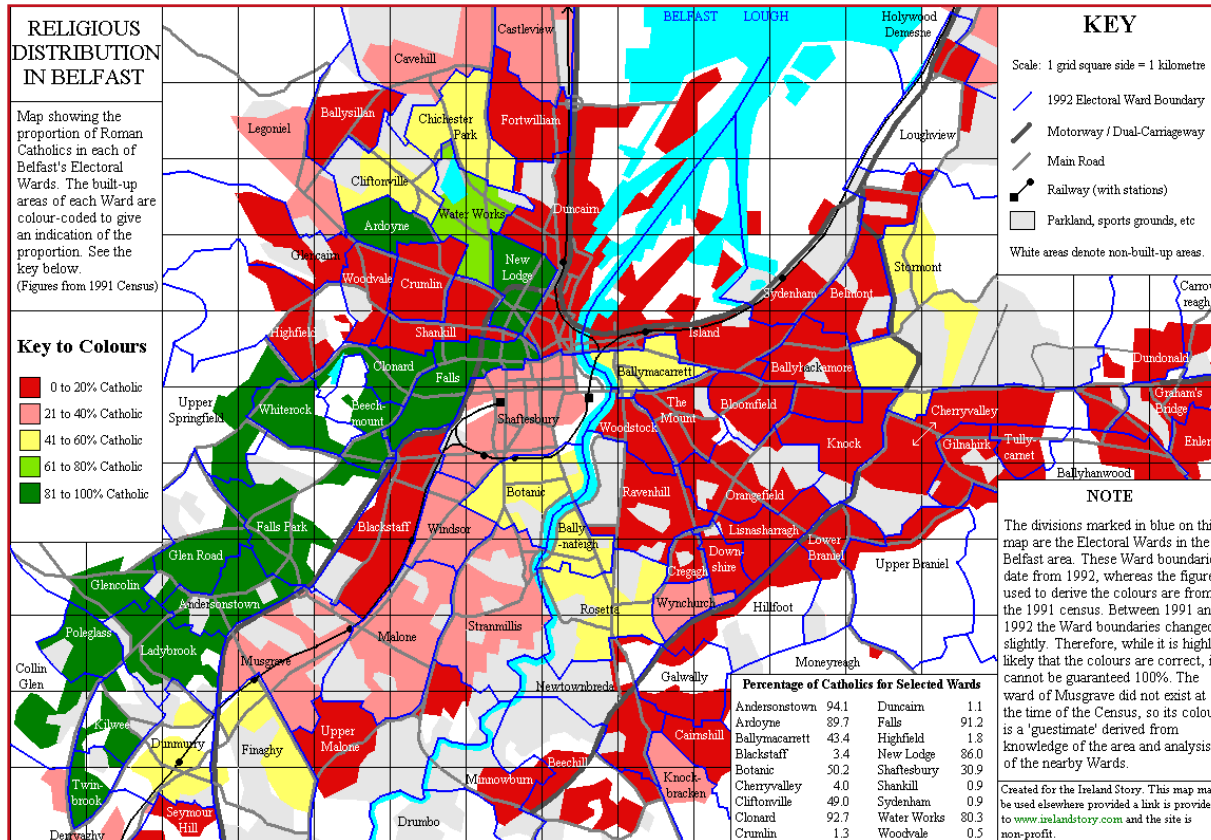 RELIGIOUS
DISTRIBUTION
IN BELFAST
Map showing the
proportion of Roman
Catholics in each of
Belfast's Electoral
Wards. The built-up
areas of each Ward are
colour-coded to give
an indication of the
proportion. See the
key below.
(Figures from 1991 Census)
Key to Colours
0 to 20% Catholic
21 to 40% Catholic
41 to 60% Catholic
61 to 80% Catholic
81 to 100% Catholic
BELFAST LOUGH
Castleview
Cavehill
Holywood
Demesne
Legoniel
Ballysillan
Chichester
Park
Fortwilliam
Loughview
Cliftonville
Water Works
Duncairn
Ardoyne
Glencairn
New
Lodge
Woodvale
Crumlin
Stormont
Sydenham
Belmont
Highfield
Shankill
Island
Carrow
reagh
Dundonald
Clonard
Falls
Ballymacarrett
Ballyhackamore
Upper
Springfield
Whiterock
Beech-
mount
Shaftesbury
The
Mount
Bloomfield
Cherryvalley
Graham's
Bridge
Woodstock
Knock
Gilnahirk
Tully-
carnet
Enler
Ballyhanwood
Botanic
Ravenhill
Orangefield
Falls Park
Blackstaff
Windsor
Bally
-nafeigh
Lisnasharragh
Glen Road
Lower
Braniel
Down-
shire
Cregagh
Upper Braniel
Glencolin
Andersonstown
Rosetta
Wynchurch
Hillfoot
Poleglass
Ladybrook
Malone
Stranmillis
Musgrave
Moneyreagh
Collin
Glen
Newtownbreda
Galwally
Kilwee
Dunmurry
Finaghy
Upper
Malone
Cairnshill
Twin-
brook
Minnowburn
Beechill
Knock-
bracken
Seymour
Hill
Derryaghy
Drumbo
KEY
Scale: 1 grid square side = 1 kilometre
1992 Electoral Ward Boundary
Motorway / Dual-Carriageway
Main Road
Railway (with stations)
Parkland, sports grounds, etc
White areas denote non-built-up areas.
NOTE
The divisions marked in blue on thi
map are the Electoral Wards in the
Belfast area. These Ward boundarie
date from 1992, whereas the figure
used to derive the colours are from
the 1991 census. Between 1991 an
1992 the Ward boundaries changed
slightly. Therefore, while it is highl
likely that the colours are correct, i
cannot be guaranteed 100%. The
ward of Musgrave did not exist at
the time of the Census, so its colou
is a 'guestimate' derived from
knowledge of the area and analysis
of the nearby Wards.
Created for the Ireland Story. This map ma
be used elsewhere provided a link is provide
to www.irelandstory.com and the site is
non-profit.
Percentage of Catholics for Selected Wards
Andersonstown 94.1 Duncairn 1.1
Ardoyne 89.7 Falls 91.2
Ballymacarrett 43.4 Highfield 1.8
Blackstaff 3.4 New Lodge 86.0
Botanic 50.2 Shaftesbury 30.9
Cherryvalley 4.0 Shankill 0.9
Cliftonville 49.0 Sydenham 0.9
Clonard 92.7 Water Works 80.3
Crumlin 1.3 Woodvale 0.5